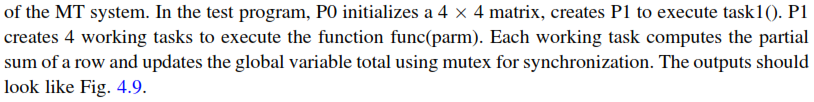 of the MT system. In the test program, P0 initializes a 4 × 4 matrix, creates P1 to execute task1(). P1
creates 4 working tasks to execute the function func(parm). Each working task computes the partial
sum of a row and updates the global variable total using mutex for synchronization. The outputs should
look like Fig. 4.9.